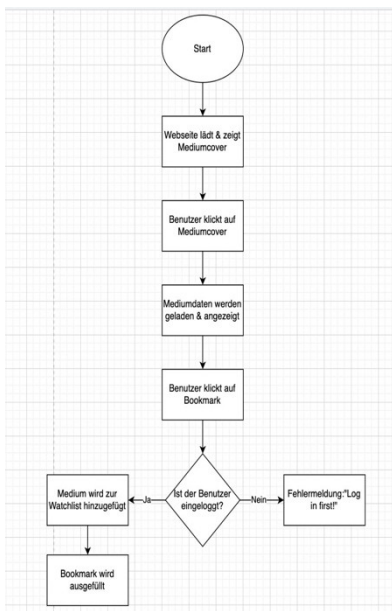 Start
Webseite lädt & zeigt
Mediumcover
Benutzer klickt auf
Mediumcover
Mediumdaten werden
geladen & angezeigt
Benutzer klickt auf
Bookmark
Ist der Benutzer
eingeloggt?
Ja
Nein
Medium wird zur
Watchlist hinzugefügt
Fehlermeldung:"Log
in first!"
Bookmark wird
ausgefüllt